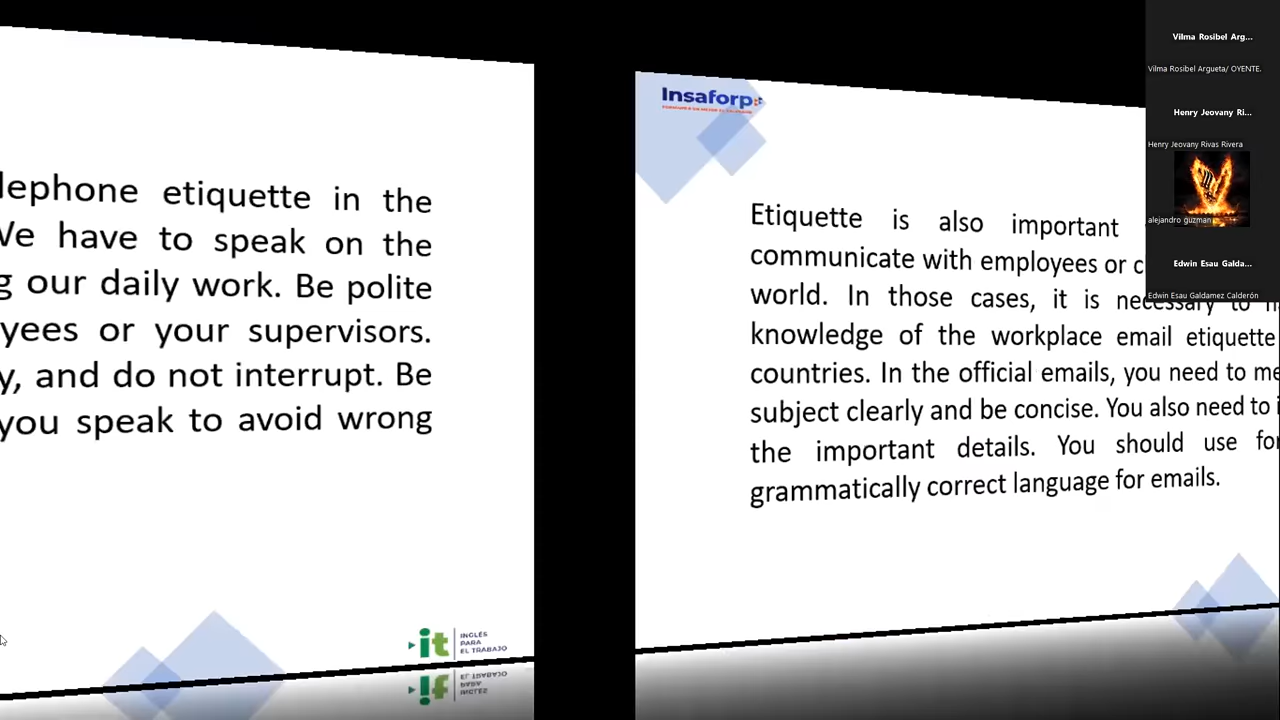 lephone etiquette in the
We have to speak on the
g our daily work. Be polite
yees or your supervisors.
y, and do not interrupt. Be
you speak to avoid wrong
it INGLÉS
PARA
EL TRABAJO
Insaforp
Etiquette is also important
communicate with employees or c
world. In those cases, it is necessary to
knowledge of the workplace email etiquette
countries. In the official emails, you need to me
subject clearly and be concise. You also need to i
the important details. You should use for
grammatically correct language for emails.
Vilma Rosibel Arg...
Vilma Rosibel Argueta/ OYENTE.
Henry Jeovany Ri...
Henry Jeovany Rivas Rivera
alejandro guzman
Edwin Esau Galda...
Edwin Esau Galdamez Calderón